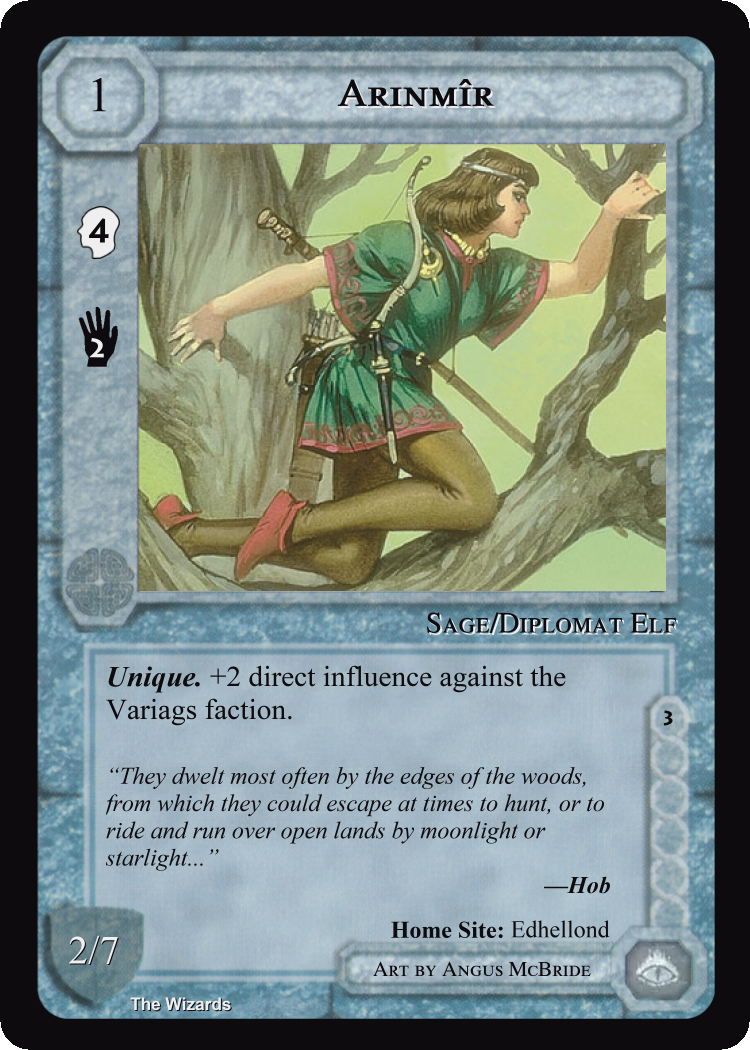 1
Arinmîr
4
2
Sage/Diplomat Elf
Unique. +2 direct influence against the
Variags faction.
3
“They dwelt most often by the edges of the woods,
from which they could escape at times to hunt, or to
ride and run over open lands by moonlight or
starlight...”
—Hob
Home Site: Edhellond
2/7
Art by Angus McBride
The Wizards